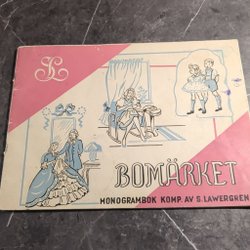 SL
BOMÄRKET
MONOGRAMBOK KOMP. AV S. LAWERGREN